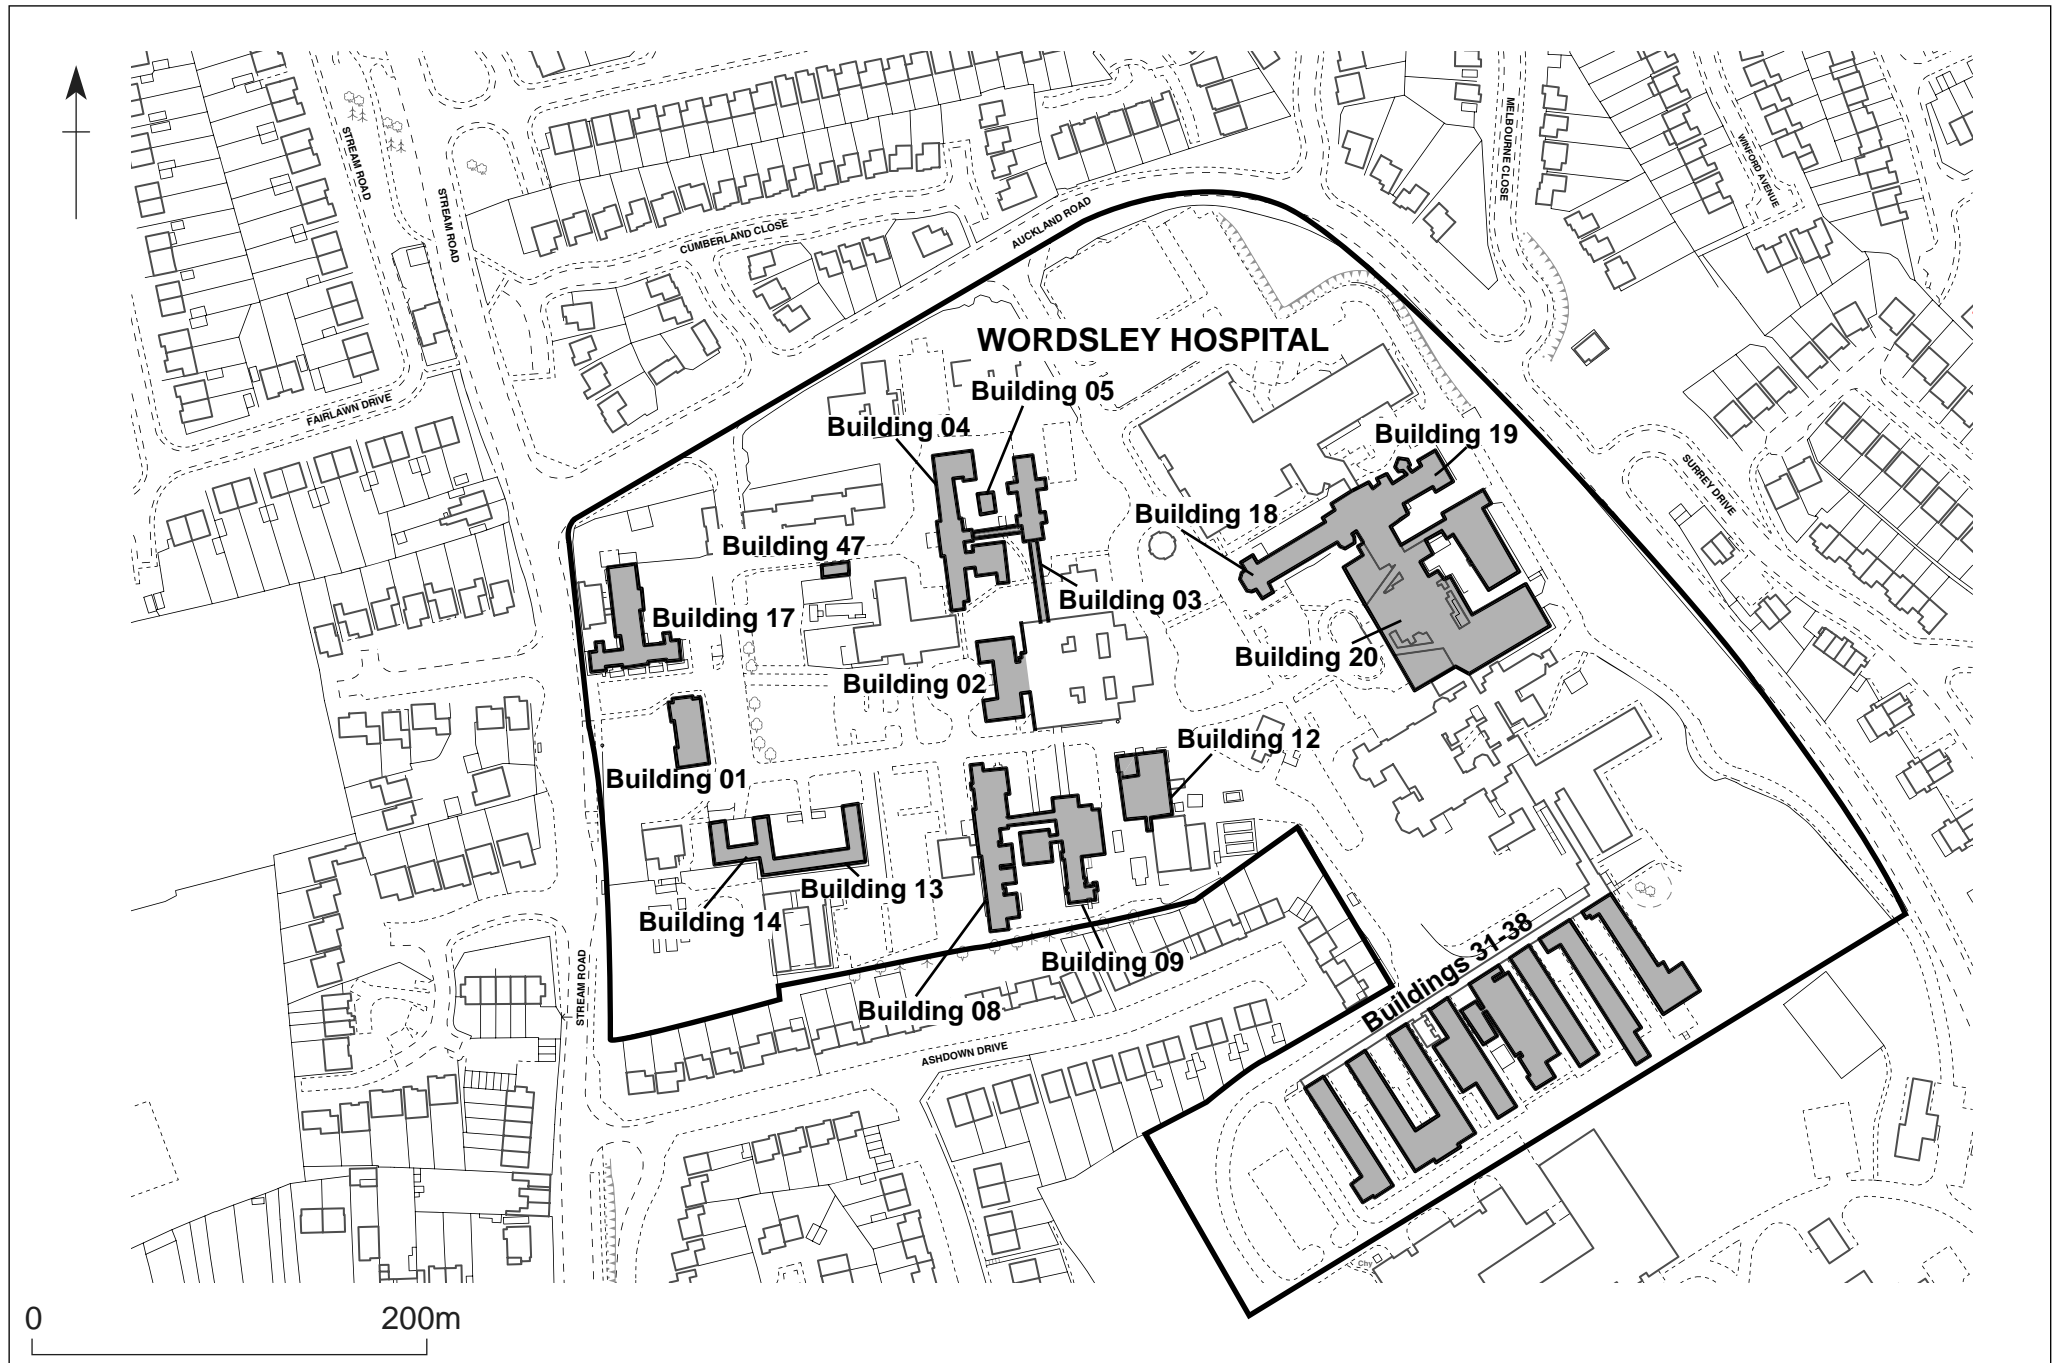 STREAM ROAD
STREAM ROAD
CUMBERLAND CLOSE
AUCKLAND ROAD
MELBOURNE CLOSE
WINFORD AVENUE
FAIRLAWN DRIVE
WORDSLEY HOSPITAL
Building 05
Building 04
Building 19
SURREY DRIVE
Building 18
Building 47
Building 03
Building 17
Building 20
Building 02
Building 12
Building 01
Building 13
Building 14
Buildings 31-38
Building 09
STREAM ROAD
Building 08
ASHDOWN DRIVE
Chy
0
200m